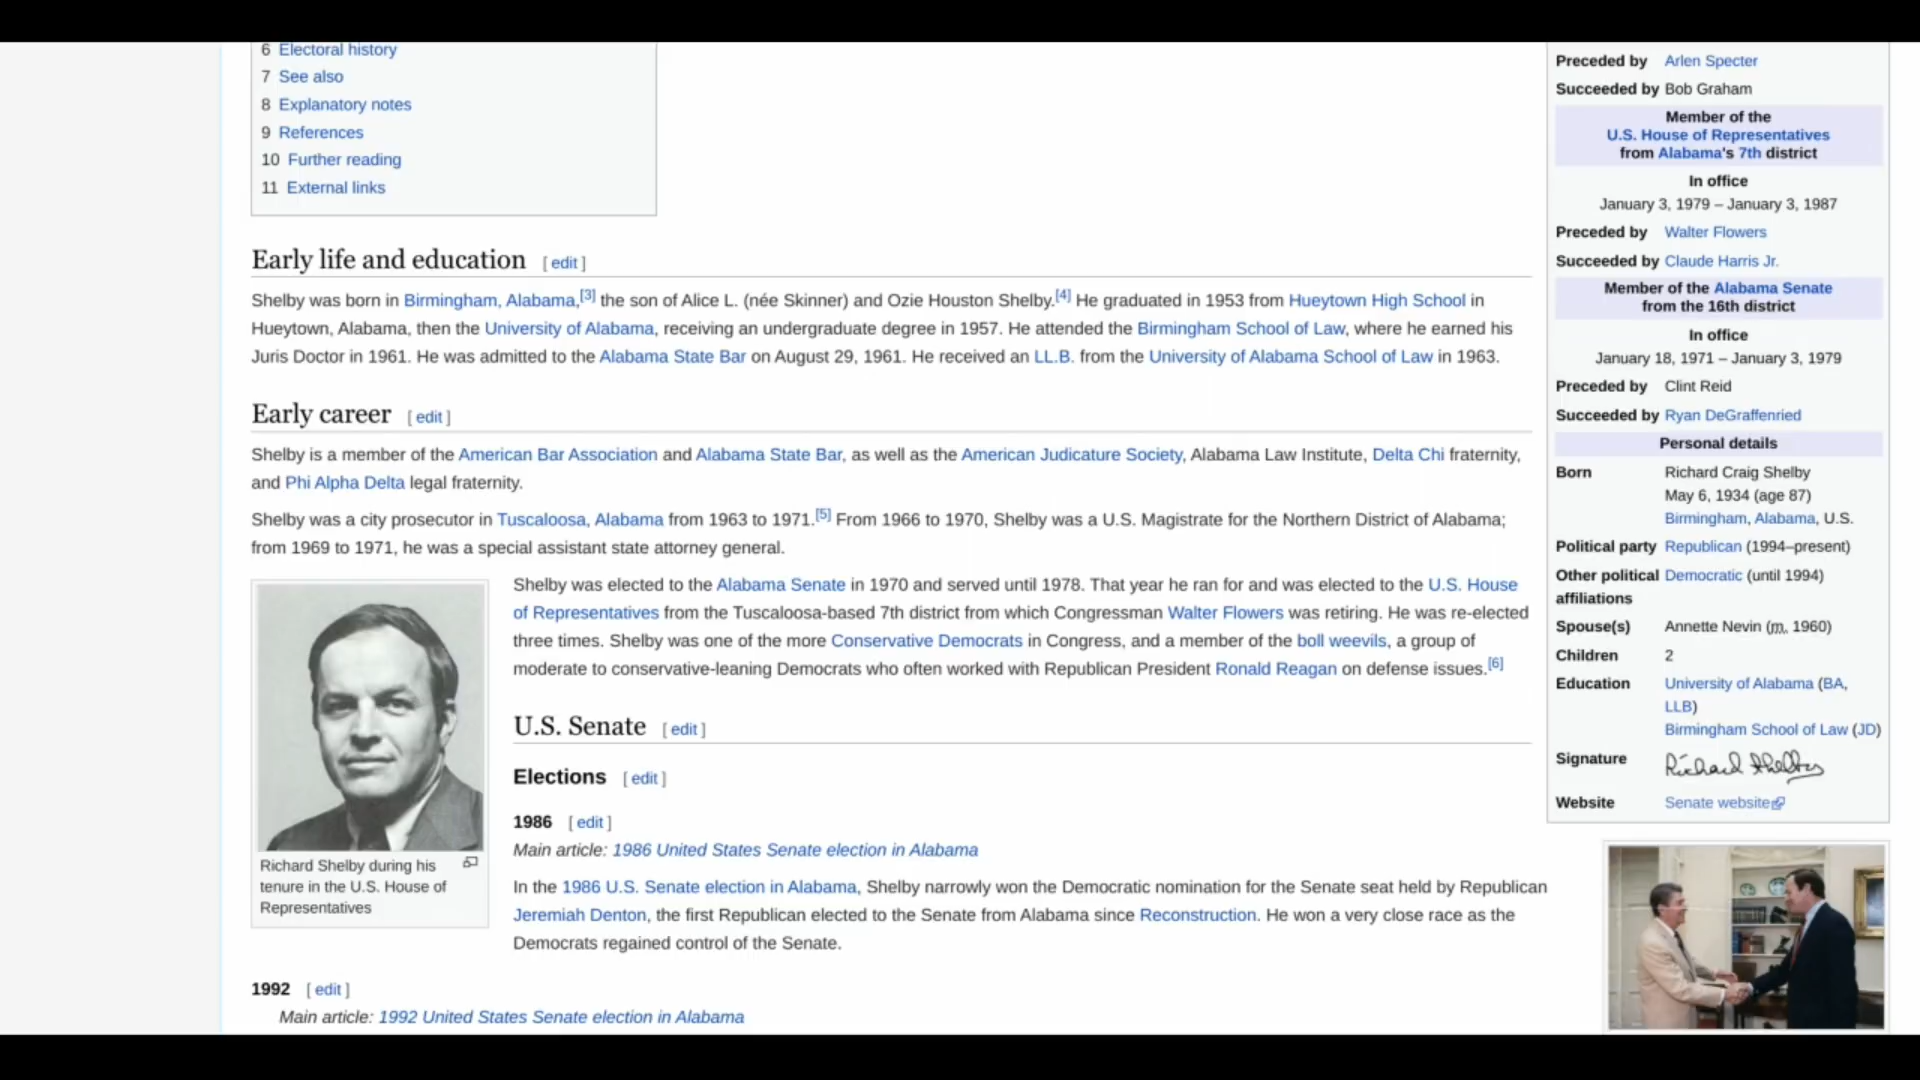 6 Electoral history
7 See also
8 Explanatory notes
9 References
10 Further reading
11 External links
Early life and education [ edit ]
Shelby was born in Birmingham, Alabama,[3] the son of Alice L. (née Skinner) and Ozie Houston Shelby.[4] He graduated in 1953 from Hueytown High School in
Hueytown, Alabama, then the University of Alabama, receiving an undergraduate degree in 1957. He attended the Birmingham School of Law, where he earned his
Juris Doctor in 1961. He was admitted to the Alabama State Bar on August 29, 1961. He received an LL.B. from the University of Alabama School of Law in 1963.
Early career [ edit ]
Shelby is a member of the American Bar Association and Alabama State Bar, as well as the American Judicature Society, Alabama Law Institute, Delta Chi fraternity,
and Phi Alpha Delta legal fraternity.
Shelby was a city prosecutor in Tuscaloosa, Alabama from 1963 to 1971.[5] From 1966 to 1970, Shelby was a U.S. Magistrate for the Northern District of Alabama;
from 1969 to 1971, he was a special assistant state attorney general.
Shelby was elected to the Alabama Senate in 1970 and served until 1978. That year he ran for and was elected to the U.S. House
of Representatives from the Tuscaloosa-based 7th district from which Congressman Walter Flowers was retiring. He was re-elected
three times. Shelby was one of the more Conservative Democrats in Congress, and a member of the boll weevils, a group of
moderate to conservative-leaning Democrats who often worked with Republican President Ronald Reagan on defense issues.[6]
Richard Shelby during his
tenure in the U.S. House of
Representatives
U.S. Senate [ edit ]
Elections [ edit ]
1986 [ edit ]
Main article: 1986 United States Senate election in Alabama
In the 1986 U.S. Senate election in Alabama, Shelby narrowly won the Democratic nomination for the Senate seat held by Republican
Jeremiah Denton, the first Republican elected to the Senate from Alabama since Reconstruction. He won a very close race as the
Democrats regained control of the Senate.
1992 [ edit ]
Main article: 1992 United States Senate election in Alabama
Preceded by Arlen Specter
Succeeded by Bob Graham
Member of the
U.S. House of Representatives
from Alabama's 7th district
In office
January 3, 1979 – January 3, 1987
Preceded by Walter Flowers
Succeeded by Claude Harris Jr.
Member of the Alabama Senate
from the 16th district
In office
January 18, 1971 – January 3, 1979
Preceded by Clint Reid
Succeeded by Ryan DeGraffenried
Personal details
Born Richard Craig Shelby
May 6, 1934 (age 87)
Birmingham, Alabama, U.S.
Political party Republican (1994–present)
Other political Democratic (until 1994)
affiliations
Spouse(s) Annette Nevin (m. 1960)
Children 2
Education University of Alabama (BA,
LLB)
Birmingham School of Law (JD)
Signature Richard Shelby
Website Senate website